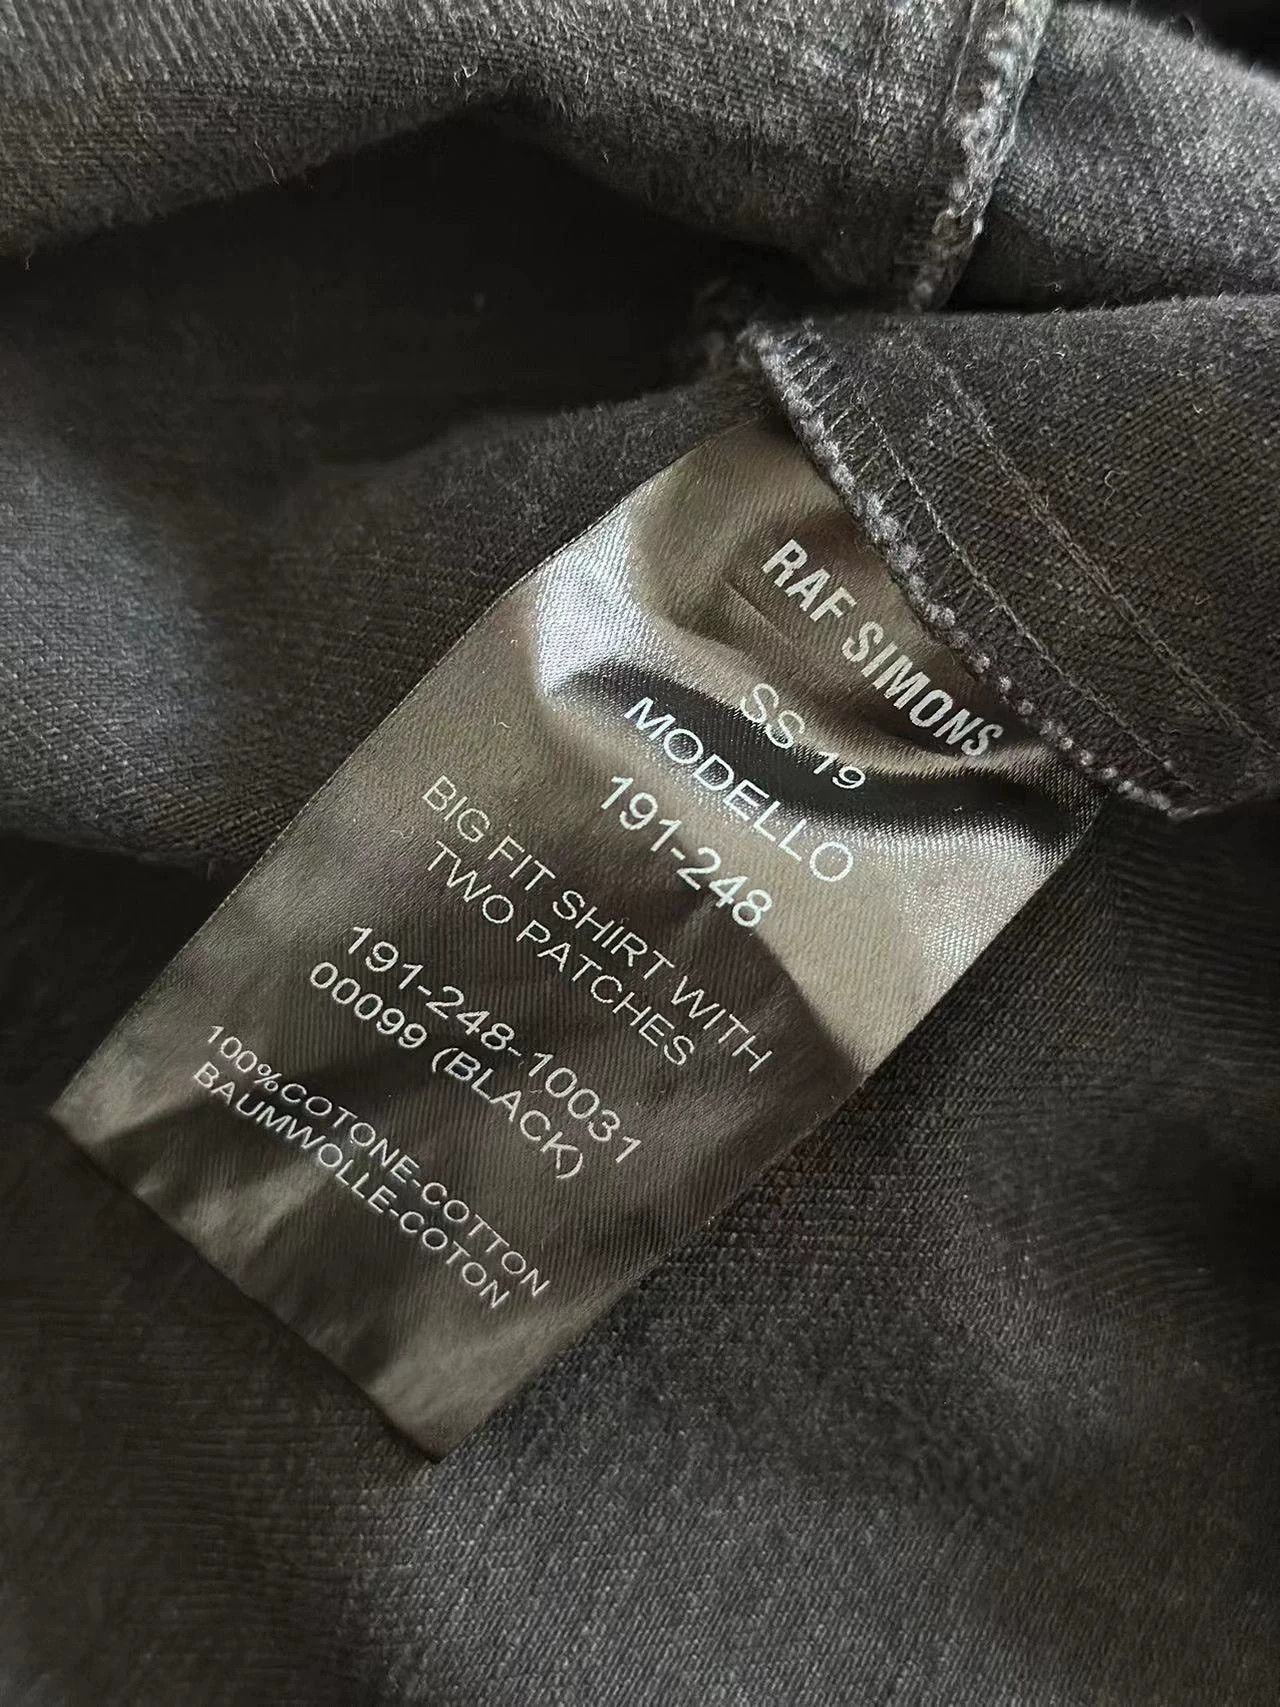 RAF SIMONS
SS 19
MODELLO
191-248
BIG FIT SHIRT WITH
TWO PATCHES
191-248-10031
00099 (BLACK)
100%COTONE-COTTON
BAUMWOLLE-COTON